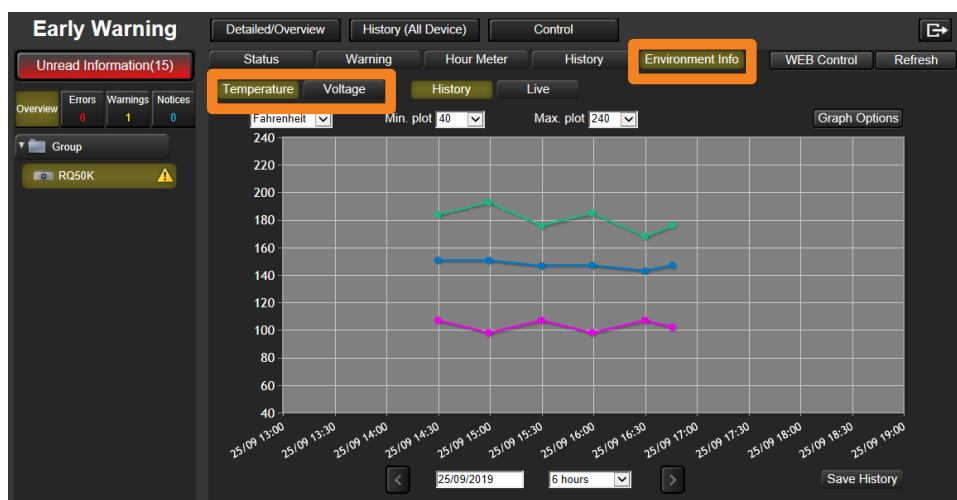 Early Warning
Detailed/Overview History (All Device) Control
Unread Information(15)
Status Warning Hour Meter History Environment Info WEB Control Refresh
Temperature Voltage History Live
Overview Errors 0 Warnings 1 Notices 0
Fahrenheit Min. plot 40 Max. plot 240 Graph Options
Group
RQ50K
240
220
200
180
160
140
120
100
80
60
40
25/09 13:00 25/09 13:30 25/09 14:00 25/09 14:30 25/09 15:00 25/09 15:30 25/09 16:00 25/09 16:30 25/09 17:00 25/09 17:30 25/09 18:00 25/09 18:30 25/09 19:00
< 25/09/2019 6 hours > Save History